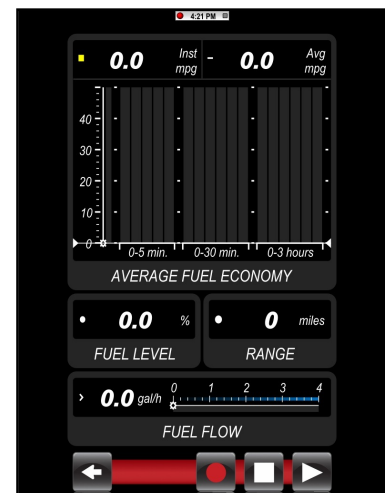 4:21 PM
0.0 Inst mpg - 0.0 Avg mpg
40
30
20
10
0
0-5 min. 0-30 min. 0-3 hours
AVERAGE FUEL ECONOMY
0.0 % 0 miles
FUEL LEVEL RANGE
0.0 gal/h 0 1 2 3 4
FUEL FLOW